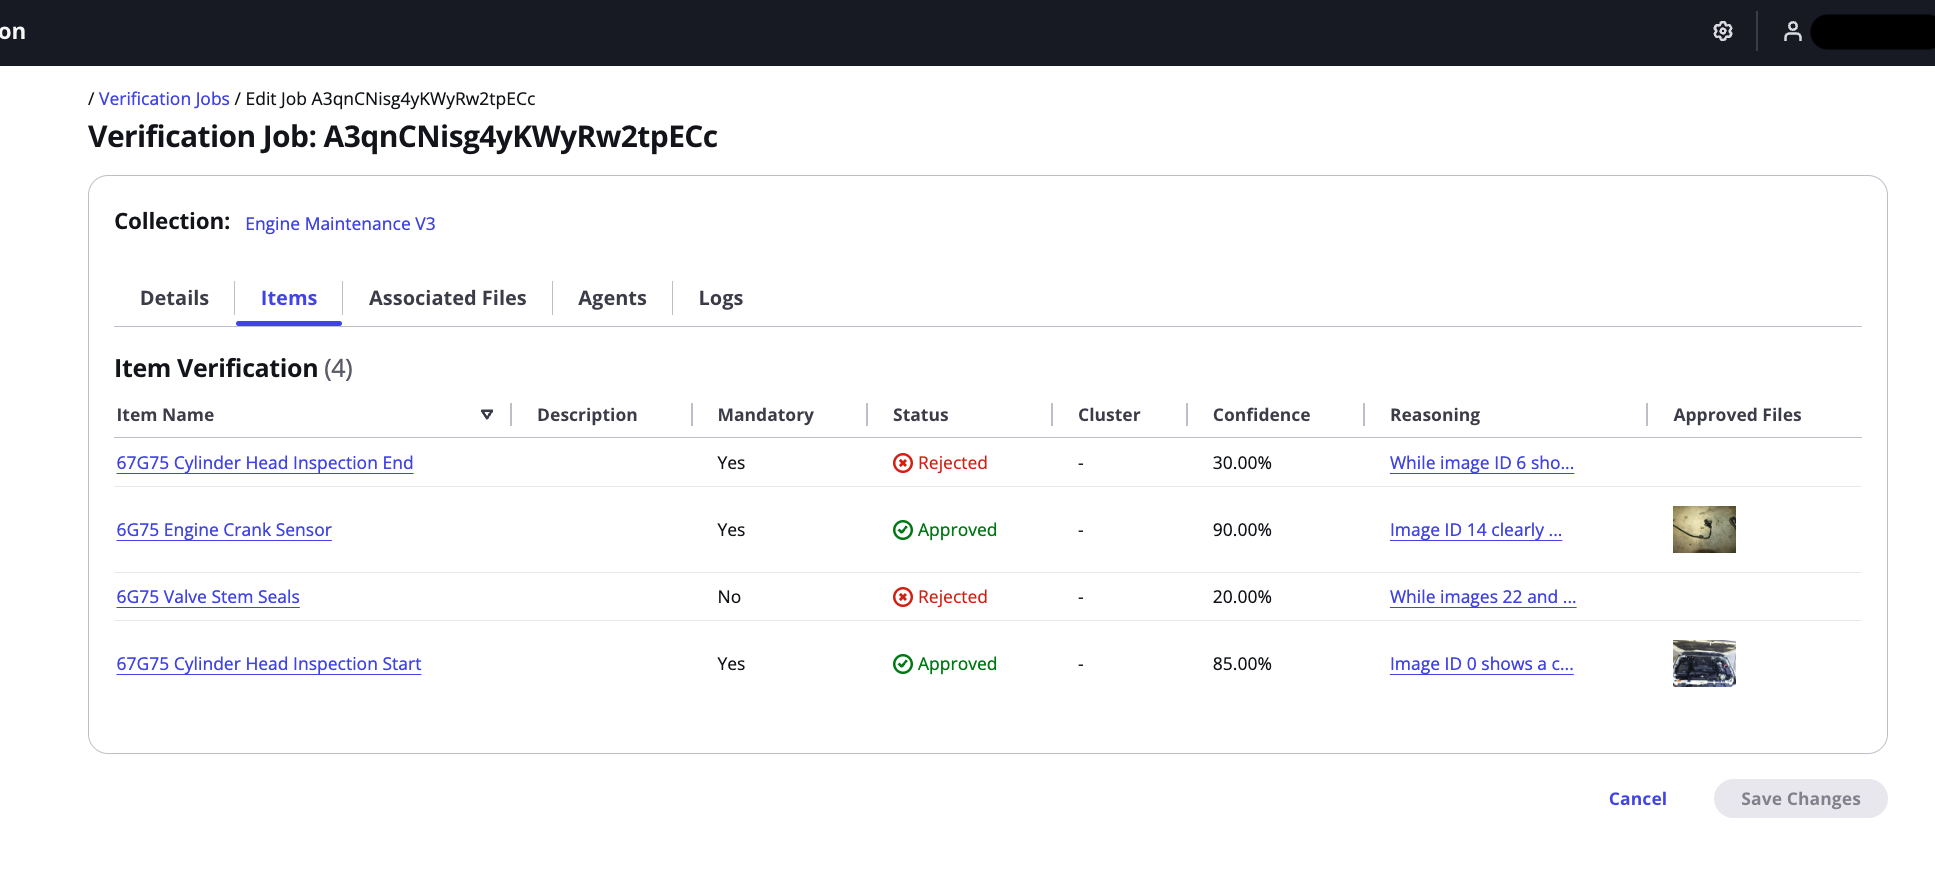 on
/ Verification Jobs / Edit Job A3qnCNisg4yKWyRw2tpECc
Verification Job: A3qnCNisg4yKWyRw2tpECc
Collection: Engine Maintenance V3
Details Items Associated Files Agents Logs
Item Verification (4)
Item Name Description Mandatory Status Cluster Confidence Reasoning Approved Files
67G75 Cylinder Head Inspection End Yes Rejected - 30.00% While image ID 6 sho...
6G75 Engine Crank Sensor Yes Approved - 90.00% Image ID 14 clearly ...
6G75 Valve Stem Seals No Rejected - 20.00% While images 22 and ...
67G75 Cylinder Head Inspection Start Yes Approved - 85.00% Image ID 0 shows a c...
Cancel Save Changes